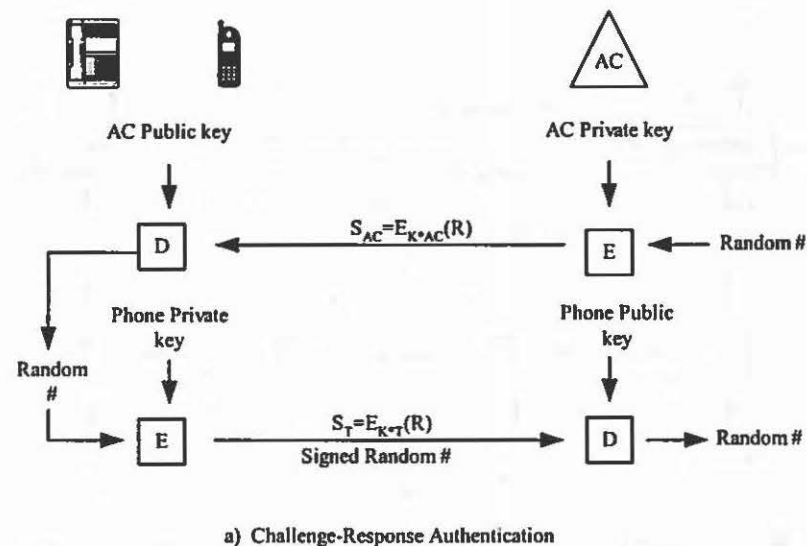 AC
AC Public key
AC Private key
D
S_AC=E_K*AC(R)
E
Random #
Phone Private
key
Phone Public
key
Random
#
E
S_T=E_K*T(R)
Signed Random #
D
Random #
a) Challenge-Response Authentication